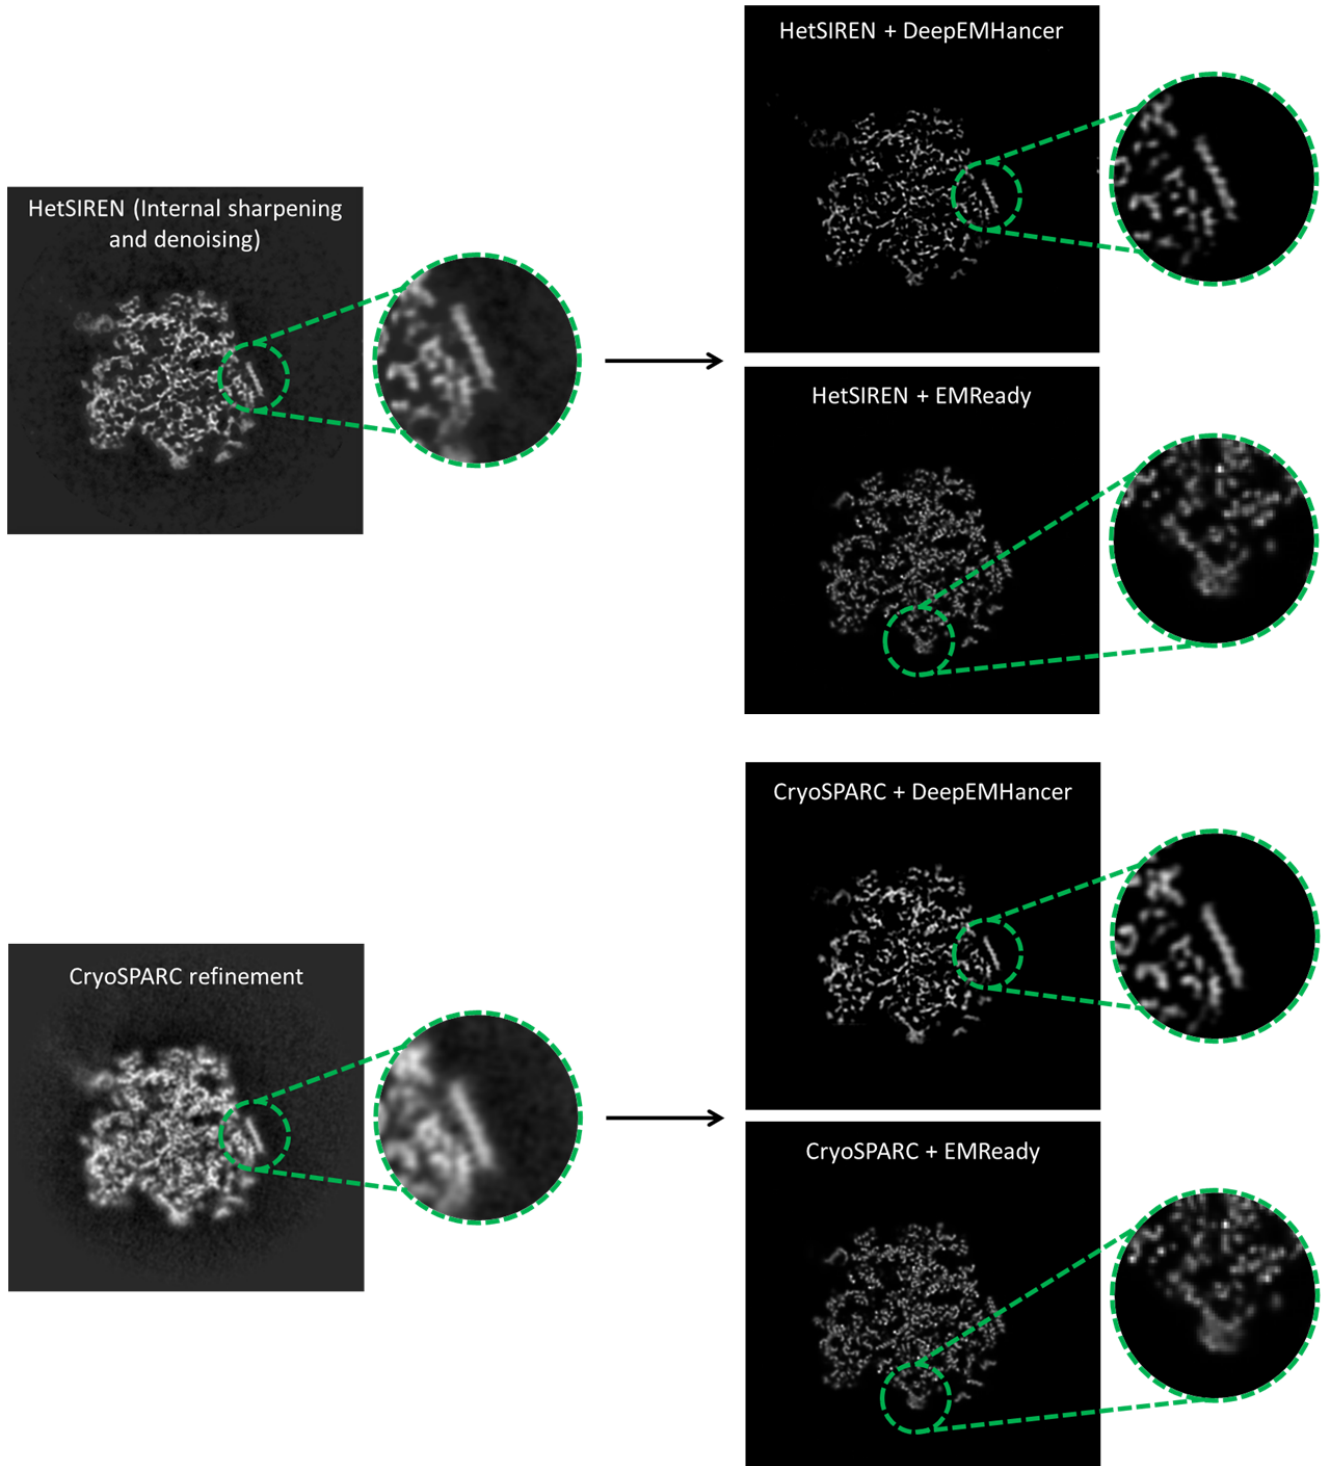 HetSIREN (Internal sharpening
and denoising)
HetSIREN + DeepEMHancer
HetSIREN + EMReady
CryoSPARC refinement
CryoSPARC + DeepEMHancer
CryoSPARC + EMReady